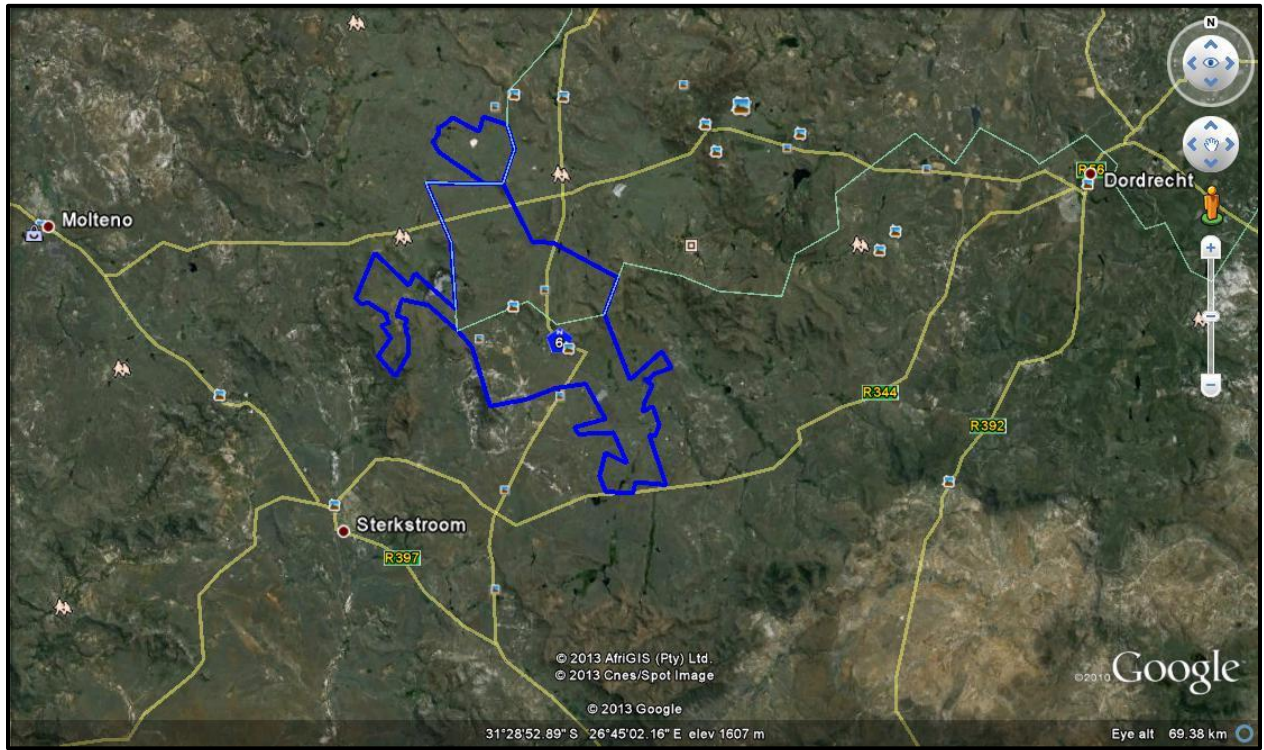 N
R56
Dordrecht
Molteno
6
R344
R392
Sterkstroom
R397
© 2013 AfriGIS (Pty) Ltd.
© 2013 Cnes/Spot Image
©2010 Google
© 2013 Google
31°28'52.89" S 26°45'02.16" E elev 1607 m
Eye alt 69.38 km